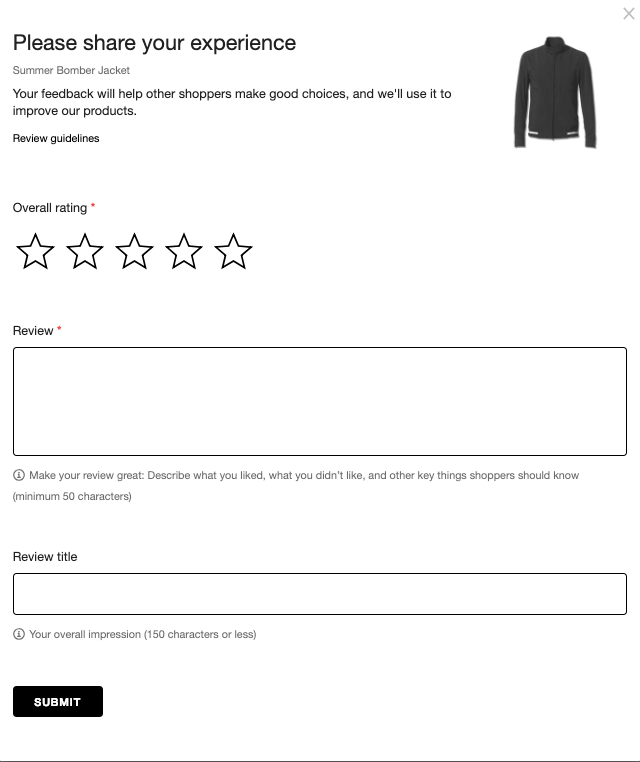 Please share your experience
Summer Bomber Jacket
Your feedback will help other shoppers make good choices, and we'll use it to
improve our products.
Review guidelines
Overall rating *
Review *
Make your review great: Describe what you liked, what you didn't like, and other key things shoppers should know
(minimum 50 characters)
Review title
Your overall impression (150 characters or less)
SUBMIT